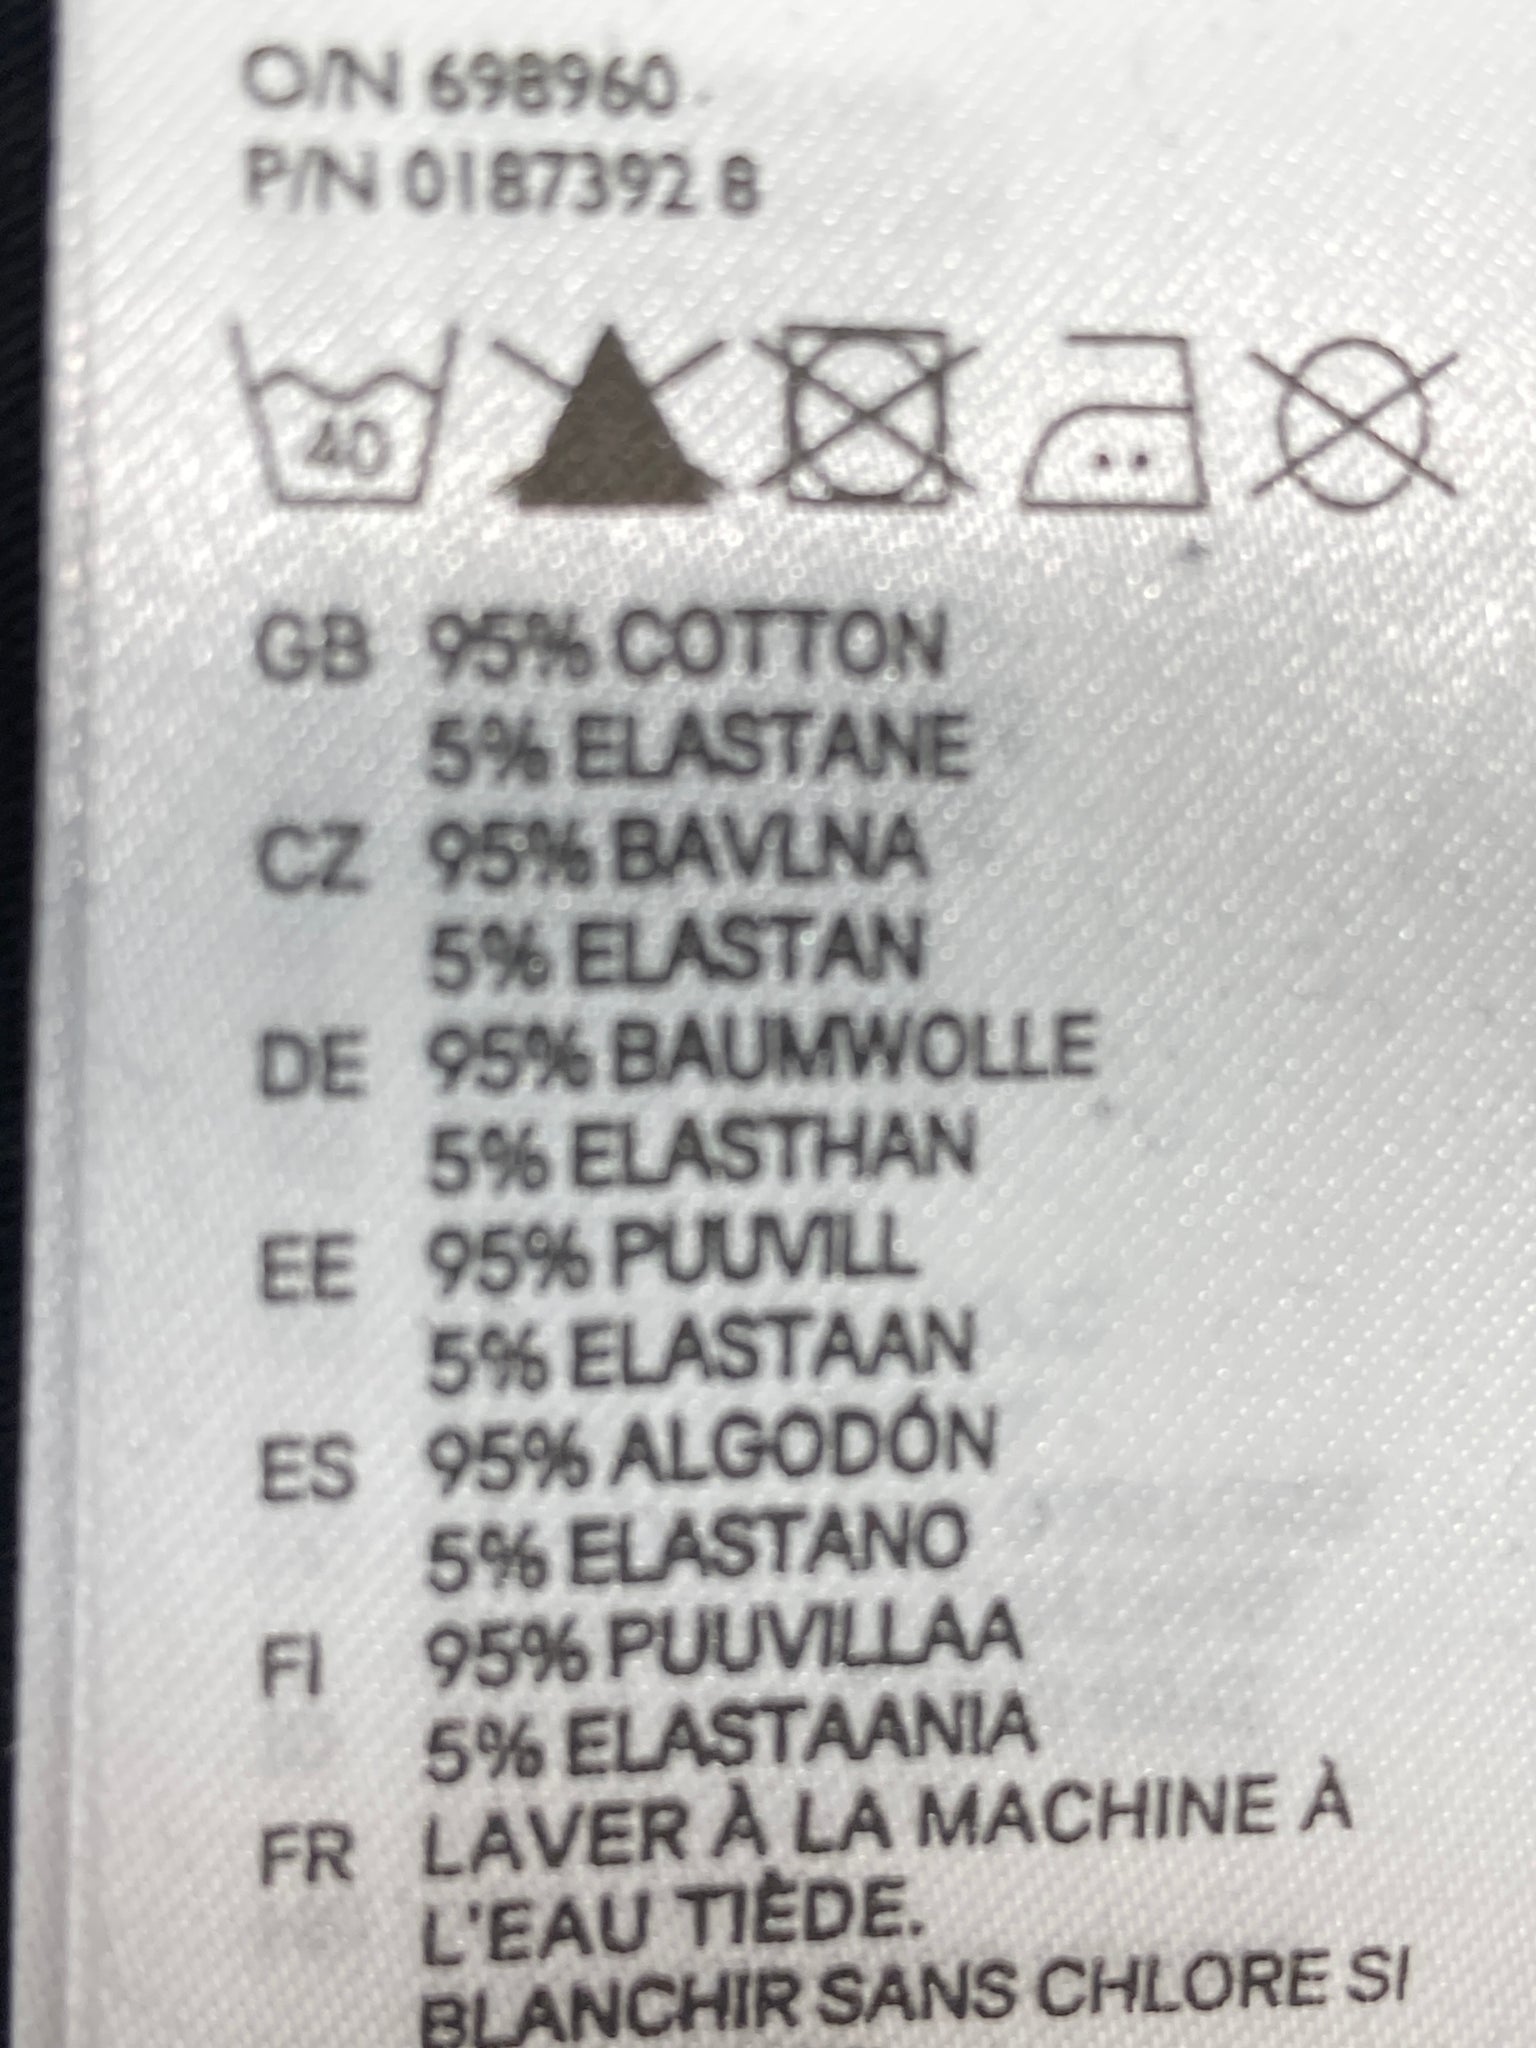 O/N 698960
P/N 0187392 8
40
GB 95% COTTON
5% ELASTANE
CZ 95% BAVLNA
5% ELASTAN
DE 95% BAUMWOLLE
5% ELASTHAN
EE 95% PUUVILL
5% ELASTAAN
ES 95% ALGODÓN
5% ELASTANO
FI 95% PUUVILLAA
5% ELASTAANIA
FR LAVER À LA MACHINE À
L'EAU TIÈDE.
BLANCHIR SANS CHLORE SI